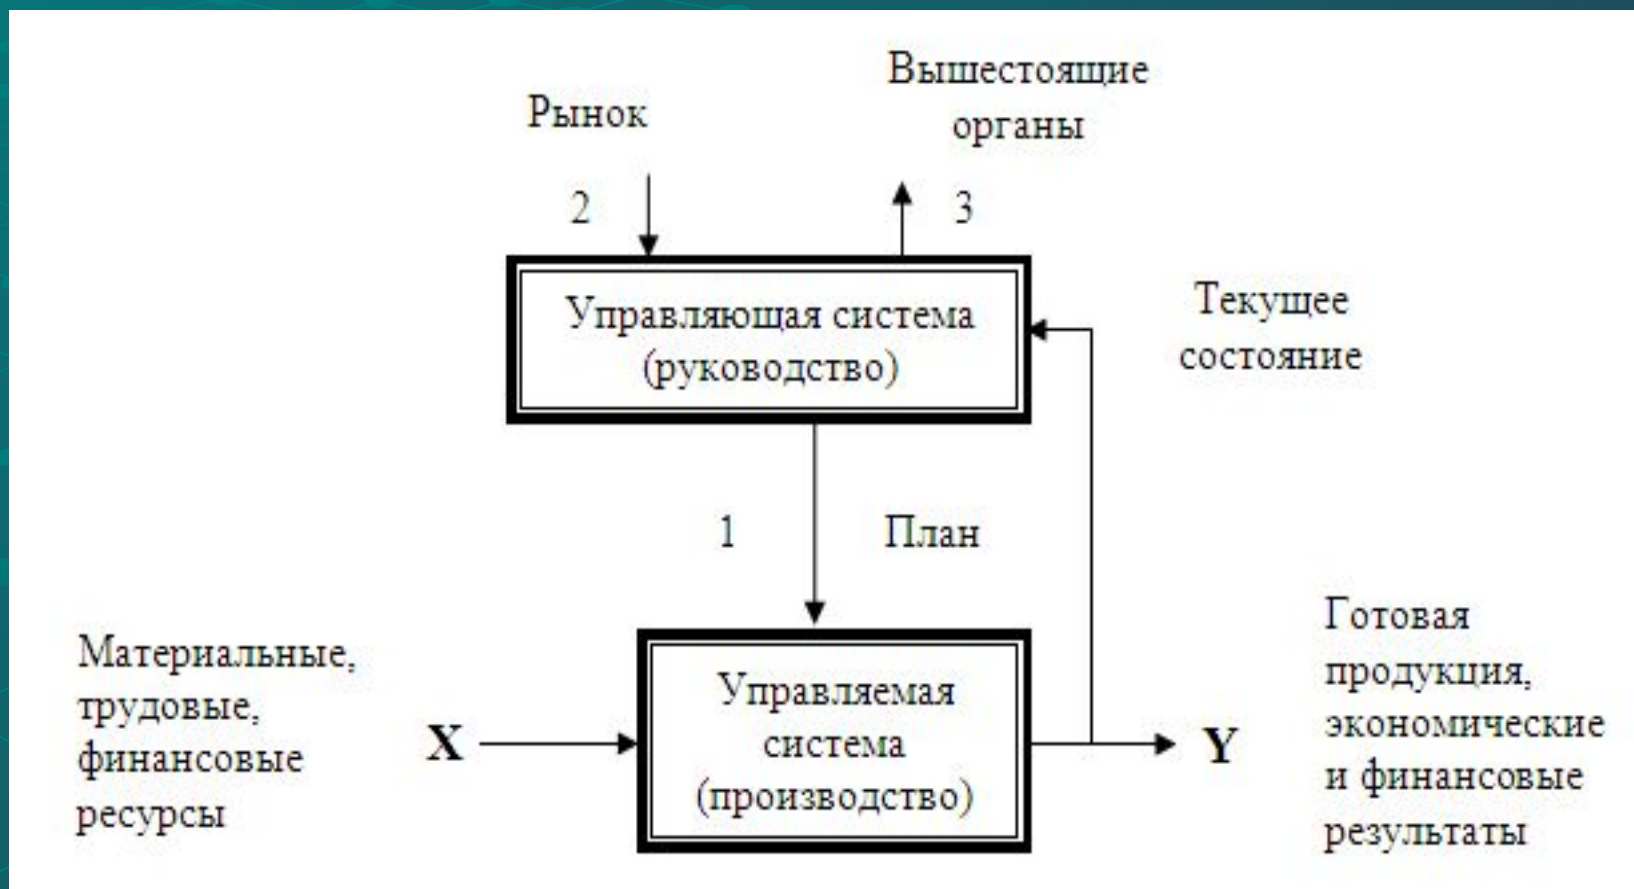 Рынок
Вышестоящие
органы
2
3
Управляющая система
(руководство)
Текущее
состояние
1
План
Материальные,
трудовые,
финансовые
ресурсы
X
Управляемая
система
(производство)
Y
Готовая
продукция,
экономические
и финансовые
результаты